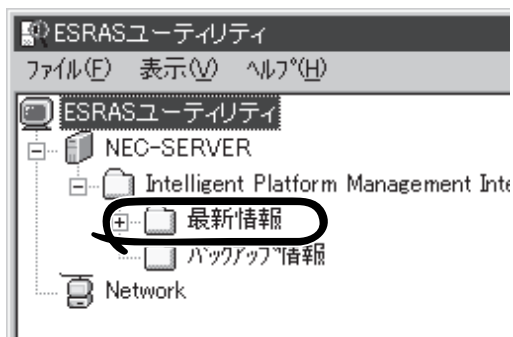 ESRASユーティリティ
ﾌｧｲﾙ(F) 表示(V) ﾍﾙﾌﾟ(H)
ESRASユーティリティ
NEC-SERVER
Intelligent Platform Management Inte
最新情報
ﾊﾞｯｸｱｯﾌﾟ情報
Network